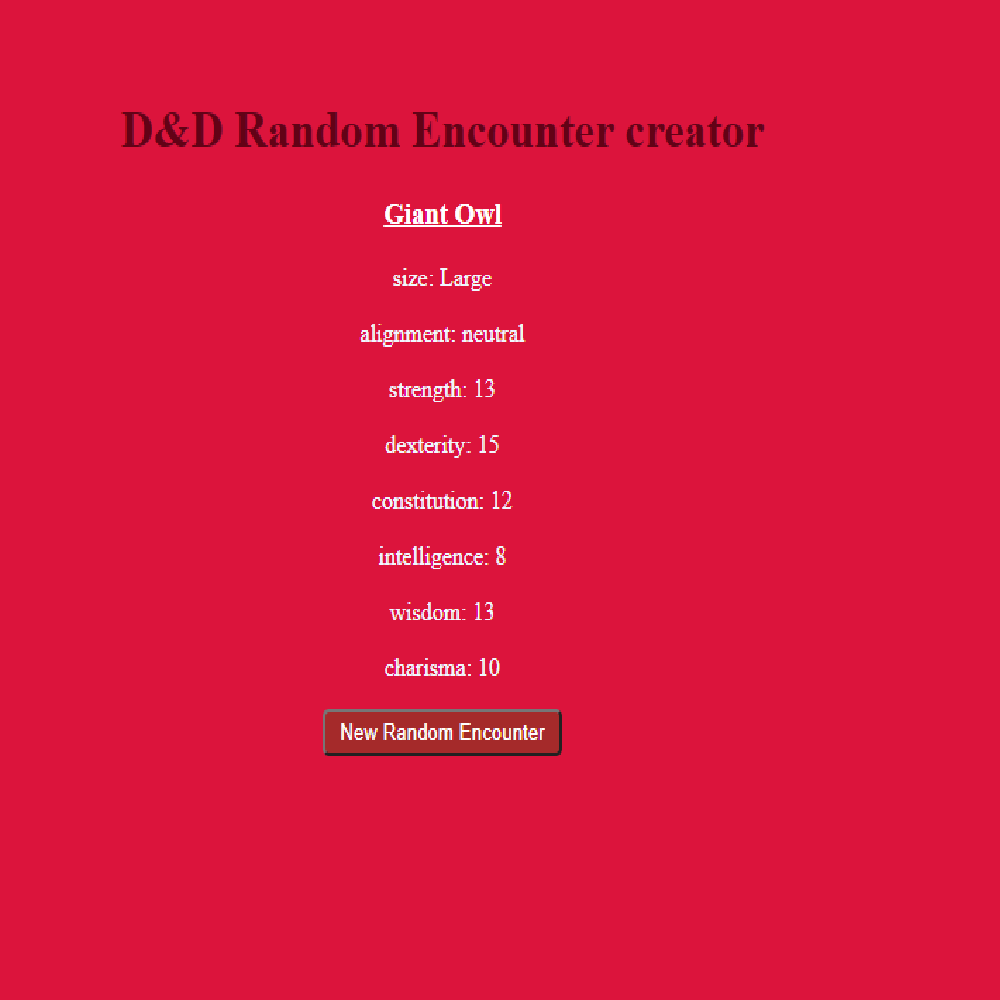 D&D Random Encounter creator
Giant Owl
size: Large
alignment: neutral
strength: 13
dexterity: 15
constitution: 12
intelligence: 8
wisdom: 13
charisma: 10
New Random Encounter